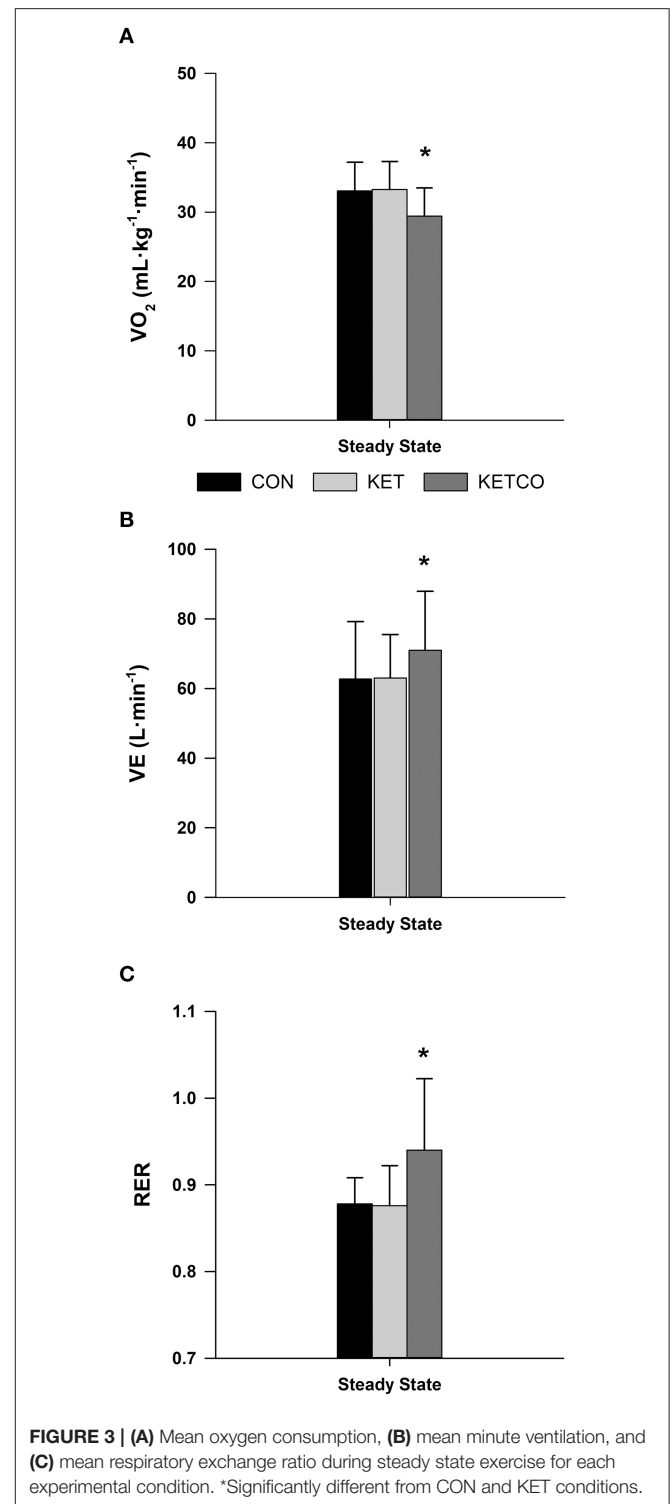 A
50
40
30
20
10
0
VO₂ (mL·kg⁻¹·min⁻¹)
*
Steady State
CON KET KETCO
B
100
80
60
40
20
0
VE (L·min⁻¹)
*
Steady State
C
1.1
1.0
0.9
0.8
0.7
RER
*
Steady State
FIGURE 3 | (A) Mean oxygen consumption, (B) mean minute ventilation, and
(C) mean respiratory exchange ratio during steady state exercise for each
experimental condition. *Significantly different from CON and KET conditions.